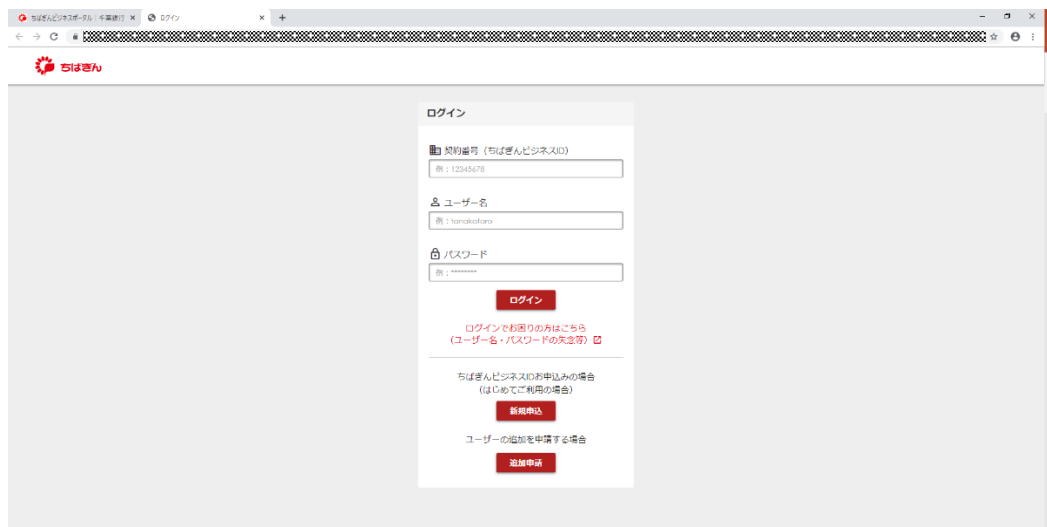 ちばぎんビジネスポータル｜千葉銀行
ログイン
ちばぎん
ログイン
契約番号（ちばぎんビジネスID）
例：12345678
ユーザー名
例：tanakataro
パスワード
例：********
ログイン
ログインでお困りの方はこちら
（ユーザー名・パスワードの失念等）
ちばぎんビジネスIDお申込みの場合
（はじめてご利用の場合）
新規申込
ユーザーの追加を申請する場合
追加申請